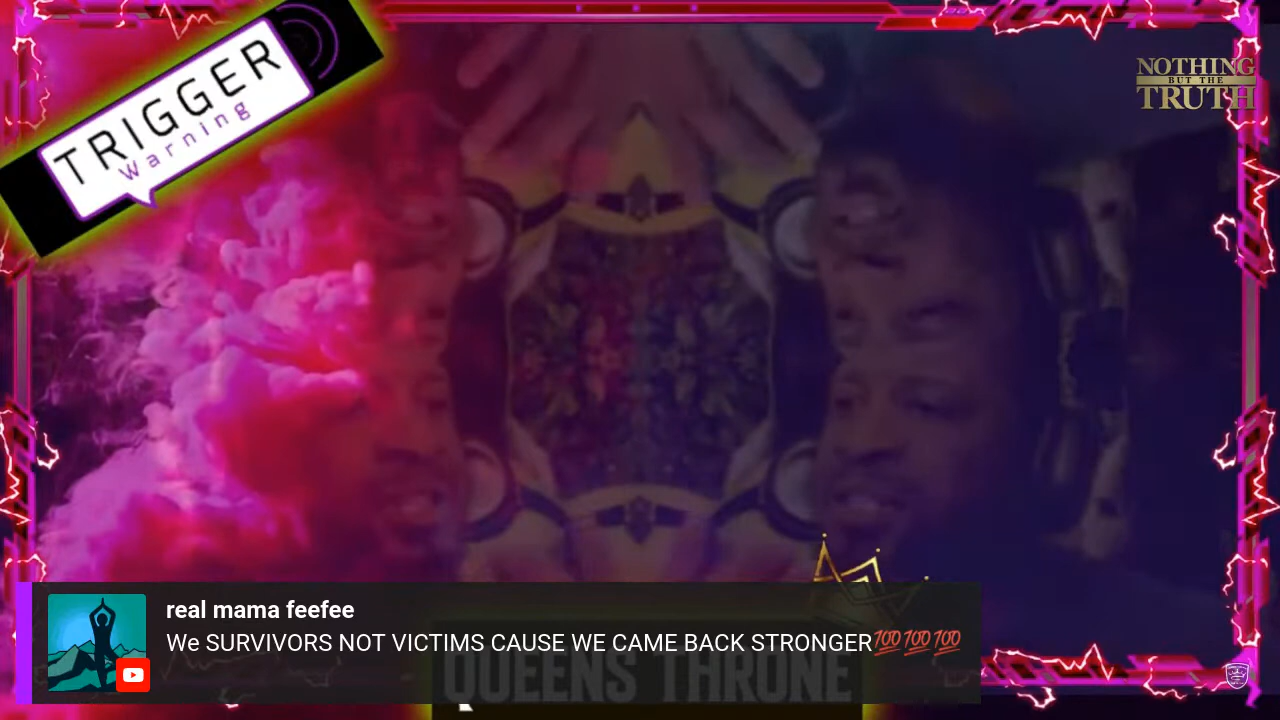 TRIGGER
Warning
NOTHING
BUT THE
TRUTH
real mama feefee
We SURVIVORS NOT VICTIMS CAUSE WE CAME BACK STRONGER💯💯💯
QUEENS THRONE